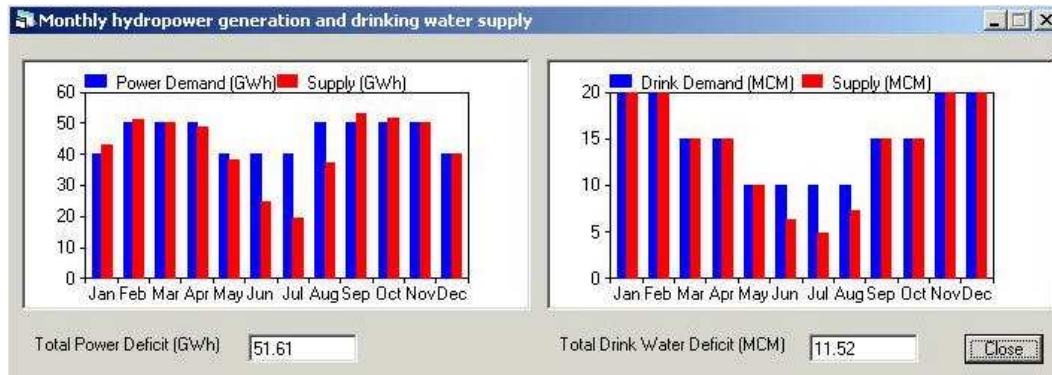 Monthly hydropower generation and drinking water supply
Power Demand (GWh) Supply (GWh)
60
50
40
30
20
10
0
Jan Feb Mar Apr May Jun Jul Aug Sep Oct Nov Dec
Total Power Deficit (GWh) 51.61
Drink Demand (MCM) Supply (MCM)
20
15
10
5
0
Jan Feb Mar Apr May Jun Jul Aug Sep Oct Nov Dec
Total Drink Water Deficit (MCM) 11.52
Close